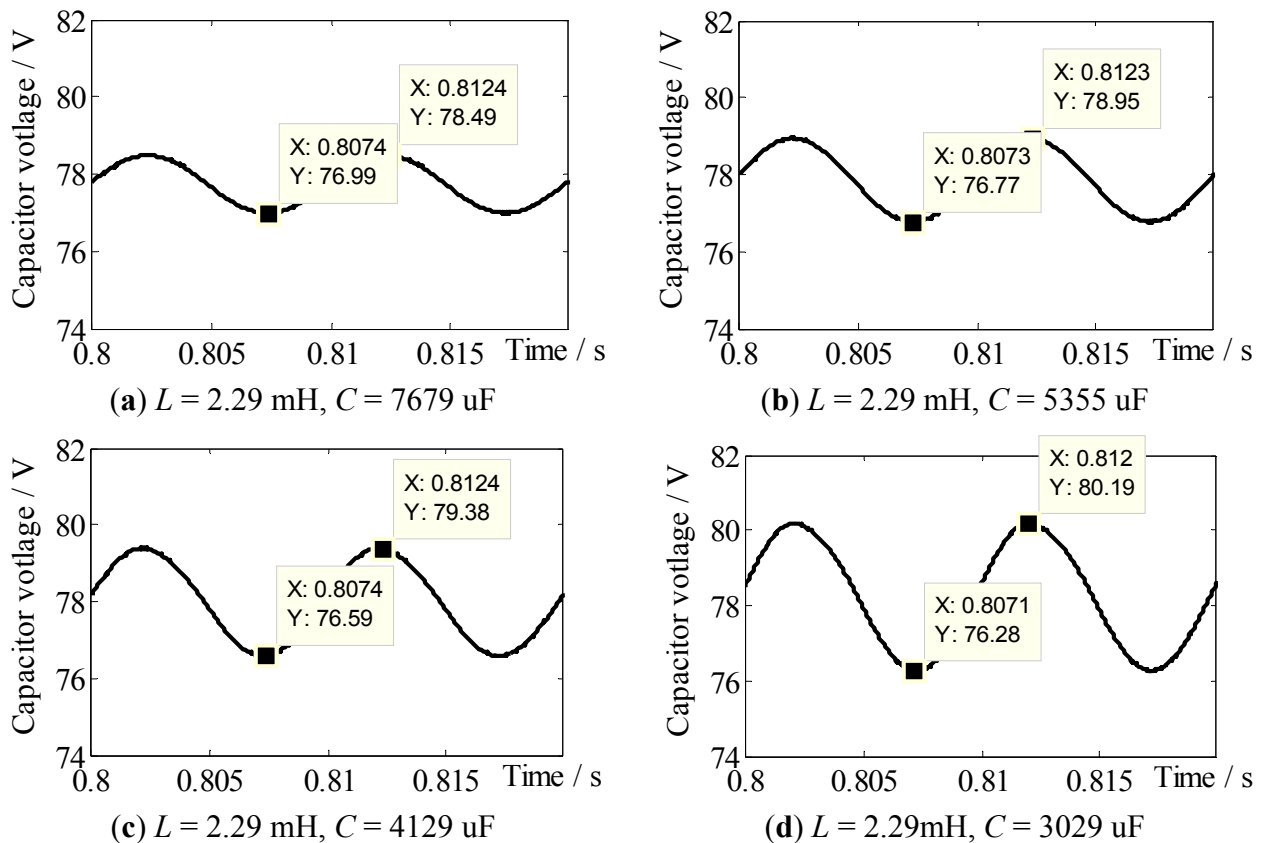 Capacitor votlage / V
82
80
78
76
74
X: 0.8074
Y: 76.99
X: 0.8124
Y: 78.49
0.8
0.805
0.81
0.815
Time / s
(a) L = 2.29 mH, C = 7679 uF
Capacitor votlage / V
82
80
78
76
74
X: 0.8073
Y: 76.77
X: 0.8123
Y: 78.95
0.8
0.805
0.81
0.815
Time / s
(b) L = 2.29 mH, C = 5355 uF
Capacitor votlage / V
82
80
78
76
74
X: 0.8074
Y: 76.59
X: 0.8124
Y: 79.38
0.8
0.805
0.81
0.815
Time / s
(c) L = 2.29 mH, C = 4129 uF
Capacitor votlage / V
82
80
78
76
74
X: 0.8071
Y: 76.28
X: 0.812
Y: 80.19
0.8
0.805
0.81
0.815
Time / s
(d) L = 2.29mH, C = 3029 uF